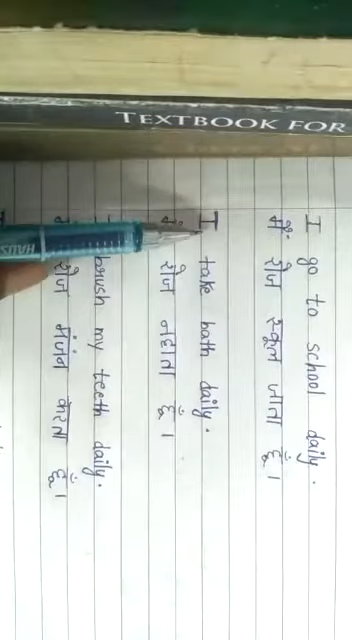 TEXTBOOK FOR
I go to school daily.
मैं रोज स्कूल जाता हूं।
I take bath daily.
रोज नहाता हूं।
brush my teeth daily.
रोज मंजन करता हूं।